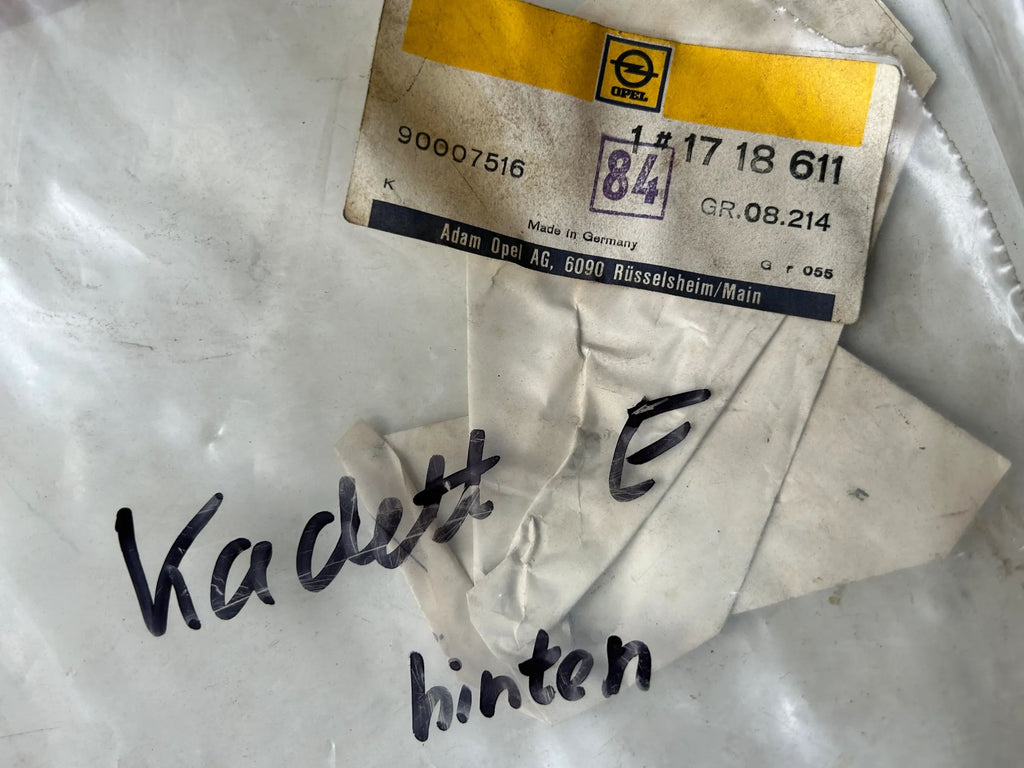 OPEL
1 # 17 18 611
90007516
84
GR.08.214
K
Made in Germany
G r 055
Adam Opel AG, 6090 Rüsselsheim/Main
Kadett E
hinten